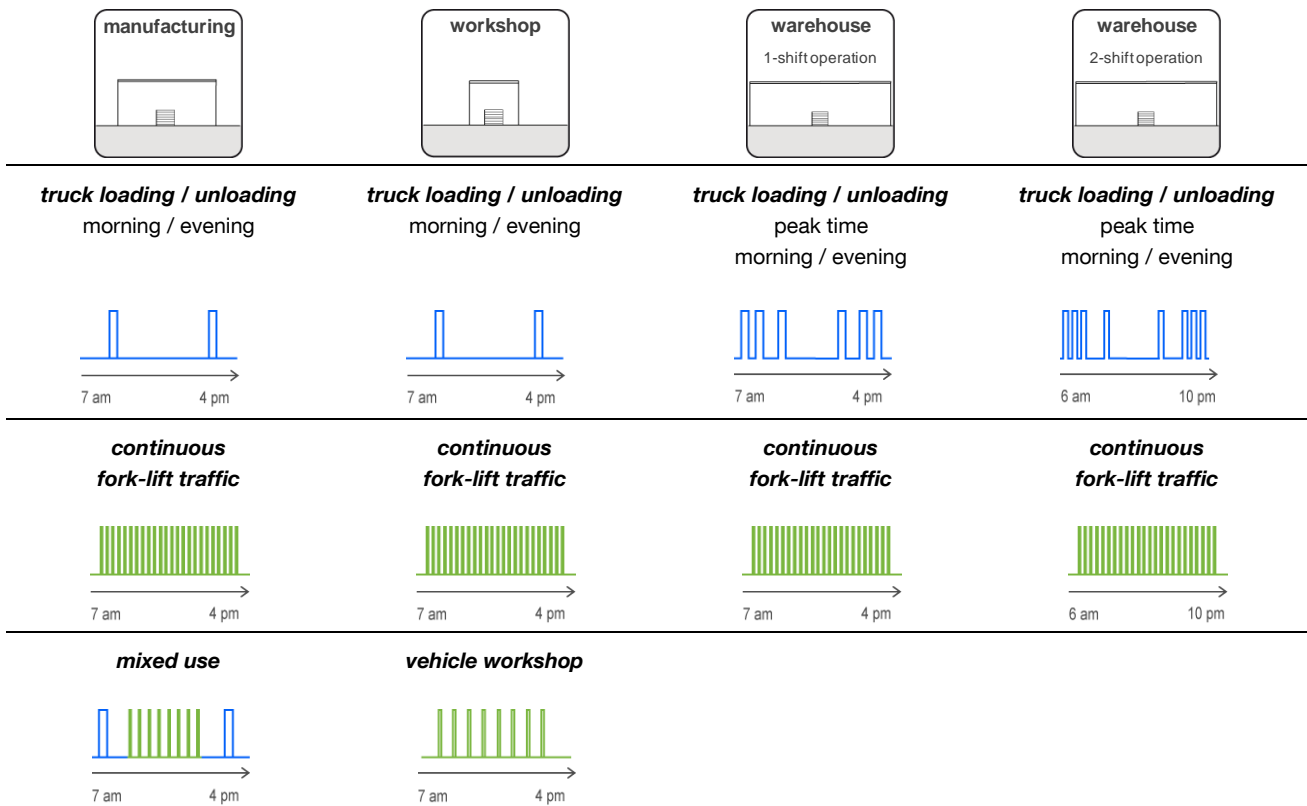 manufacturing
workshop
warehouse
1-shift operation
warehouse
2-shift operation
truck loading / unloading
morning / evening
truck loading / unloading
morning / evening
truck loading / unloading
peak time
morning / evening
truck loading / unloading
peak time
morning / evening
7 am 4 pm
7 am 4 pm
7 am 4 pm
6 am 10 pm
continuous
fork-lift traffic
continuous
fork-lift traffic
continuous
fork-lift traffic
continuous
fork-lift traffic
7 am 4 pm
7 am 4 pm
7 am 4 pm
6 am 10 pm
mixed use
vehicle workshop
7 am 4 pm
7 am 4 pm